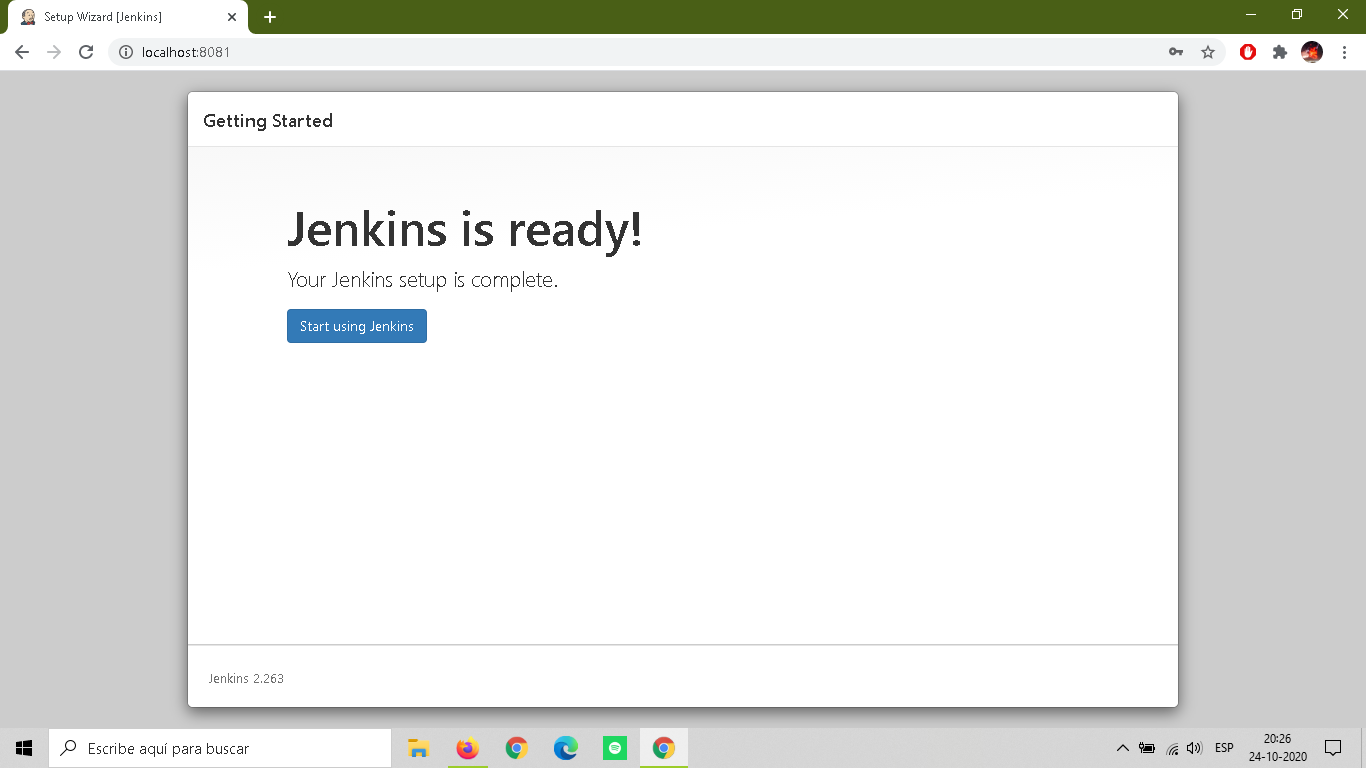 Setup Wizard [Jenkins]
localhost:8081
Getting Started
Jenkins is ready!
Your Jenkins setup is complete.
Start using Jenkins
Jenkins 2.263
Escribe aquí para buscar
ESP
20:26
24-10-2020